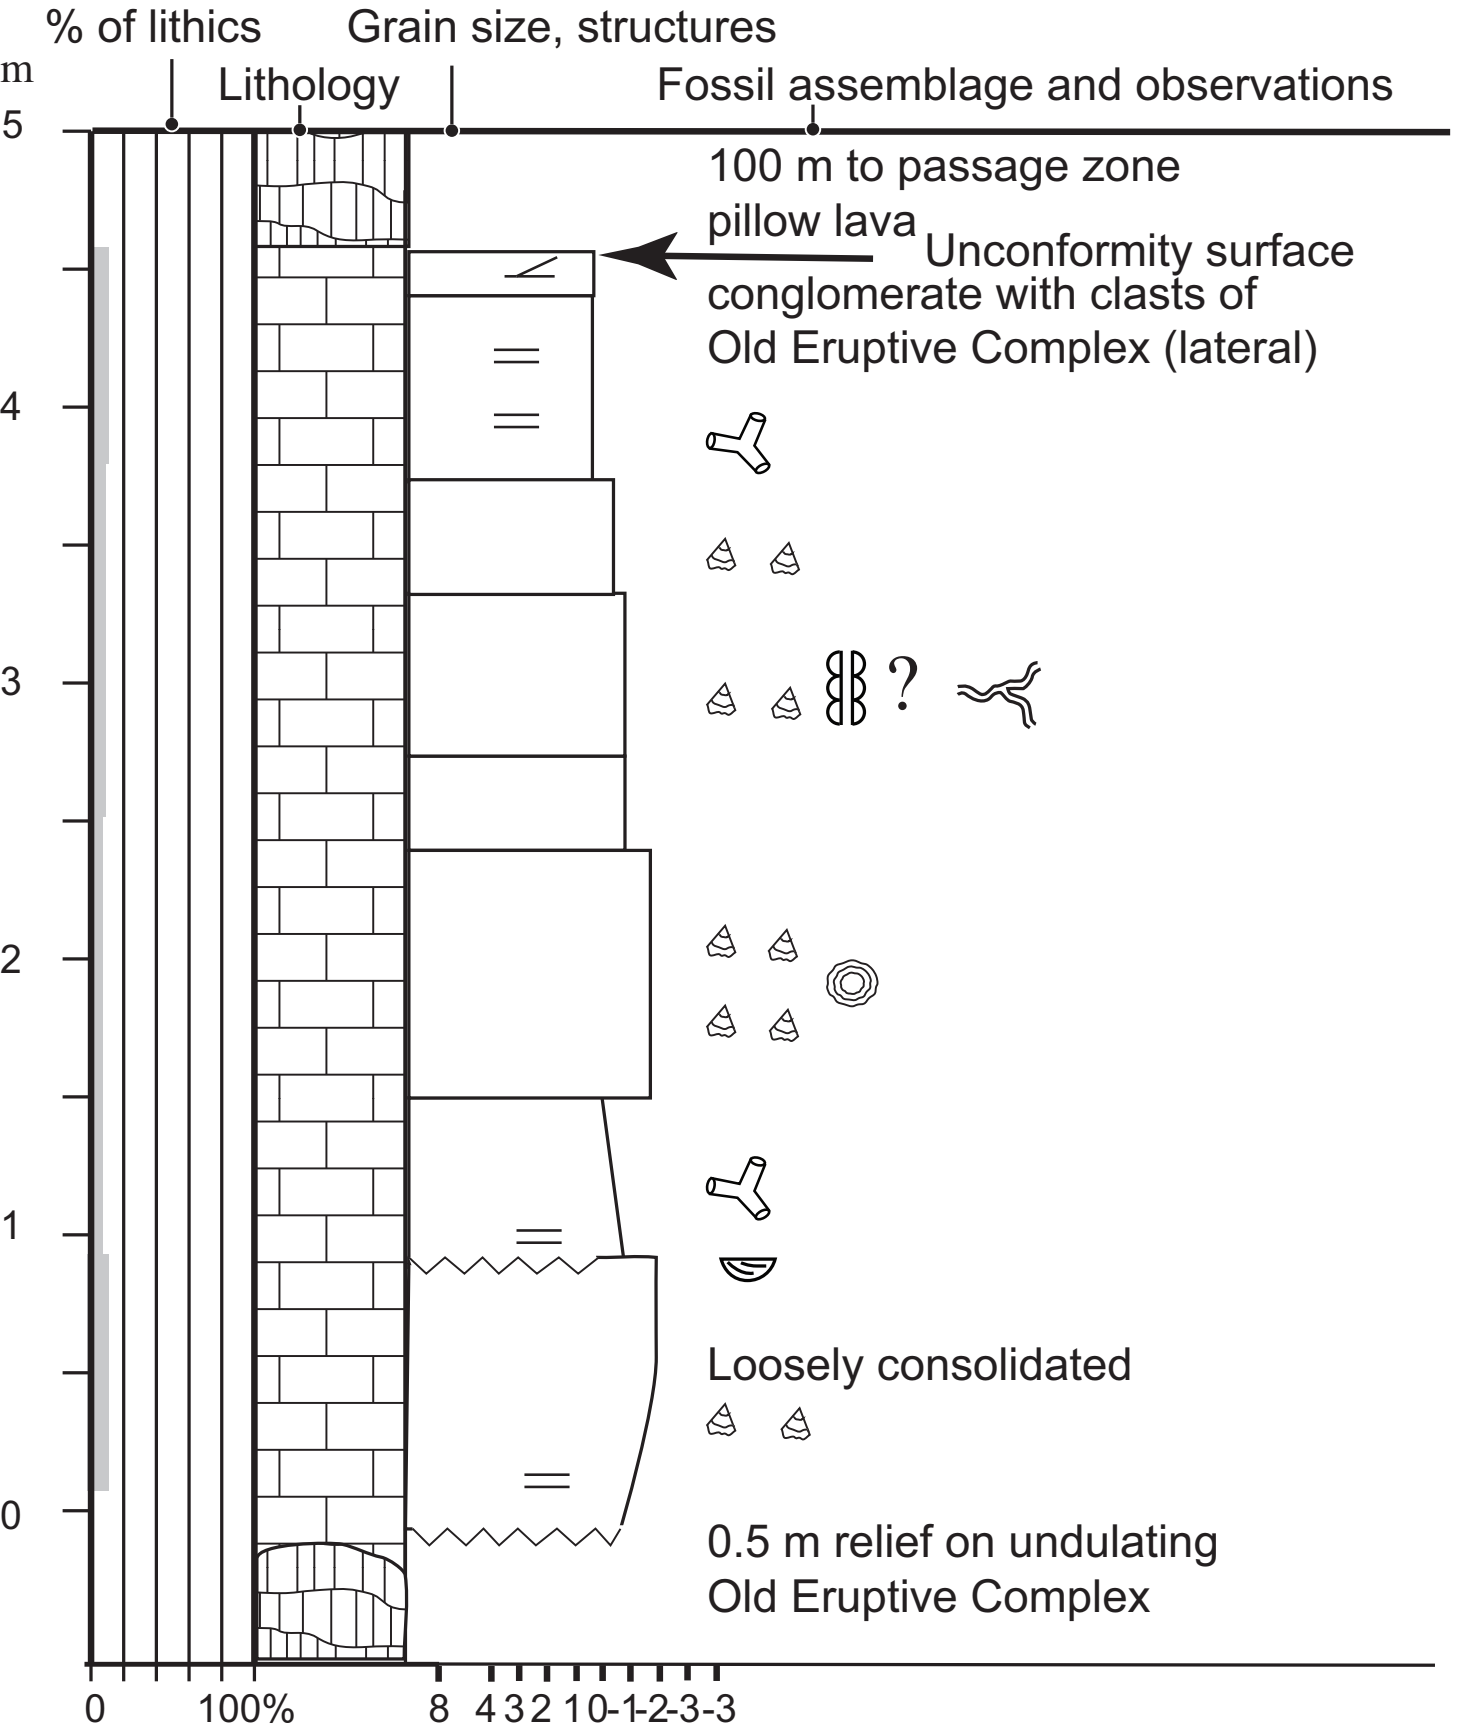 % of lithics
Grain size, structures
m
Lithology
Fossil assemblage and observations
5
100 m to passage zone
pillow lava
Unconformity surface
conglomerate with clasts of
Old Eruptive Complex (lateral)
4
3
?
2
1
Loosely consolidated
0
0.5 m relief on undulating
Old Eruptive Complex
0 100% 8 4 3 2 1 0 -1 -2 -3 -3